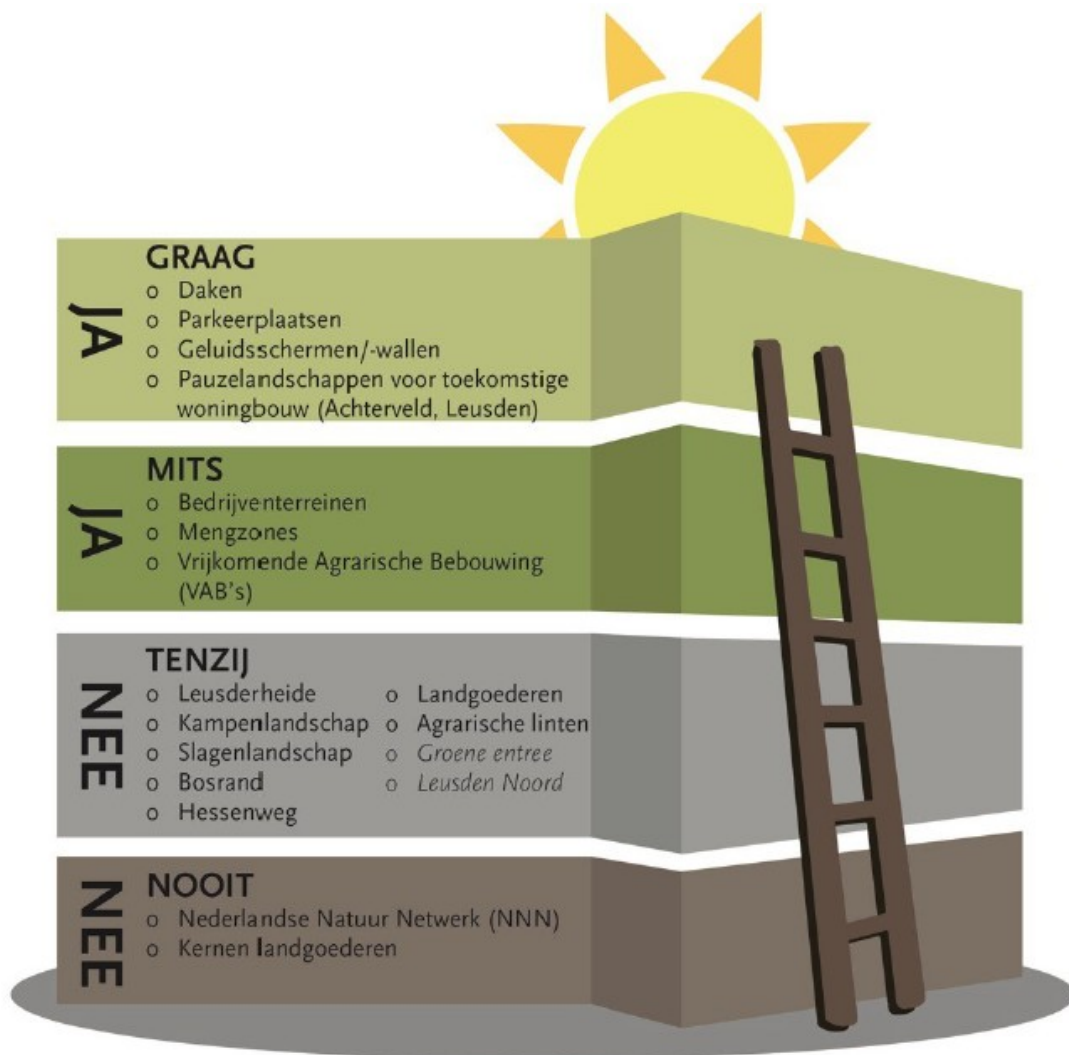 JA
GRAAG
o Daken
o Parkeerplaatsen
o Geluidsschermen/-wallen
o Pauzelandschappen voor toekomstige
woningbouw (Achterveld, Leusden)
JA
MITS
o Bedrijventerreinen
o Mengzones
o Vrijkomende Agrarische Bebouwing
(VAB's)
NEE
TENZIJ
o Leusderheide
o Kampenlandschap
o Slagenlandschap
o Bosrand
o Hessenweg
o Landgoederen
o Agrarische linten
o Groene entree
o Leusden Noord
NEE
NOOIT
o Nederlandse Natuur Netwerk (NNN)
o Kernen landgoederen